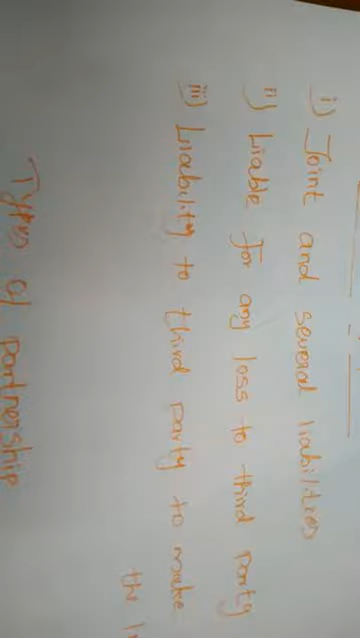 i) Joint and several liabilities
ii) Liable for any loss to third party
iii) Liability to third party to make
the
Types of partnership